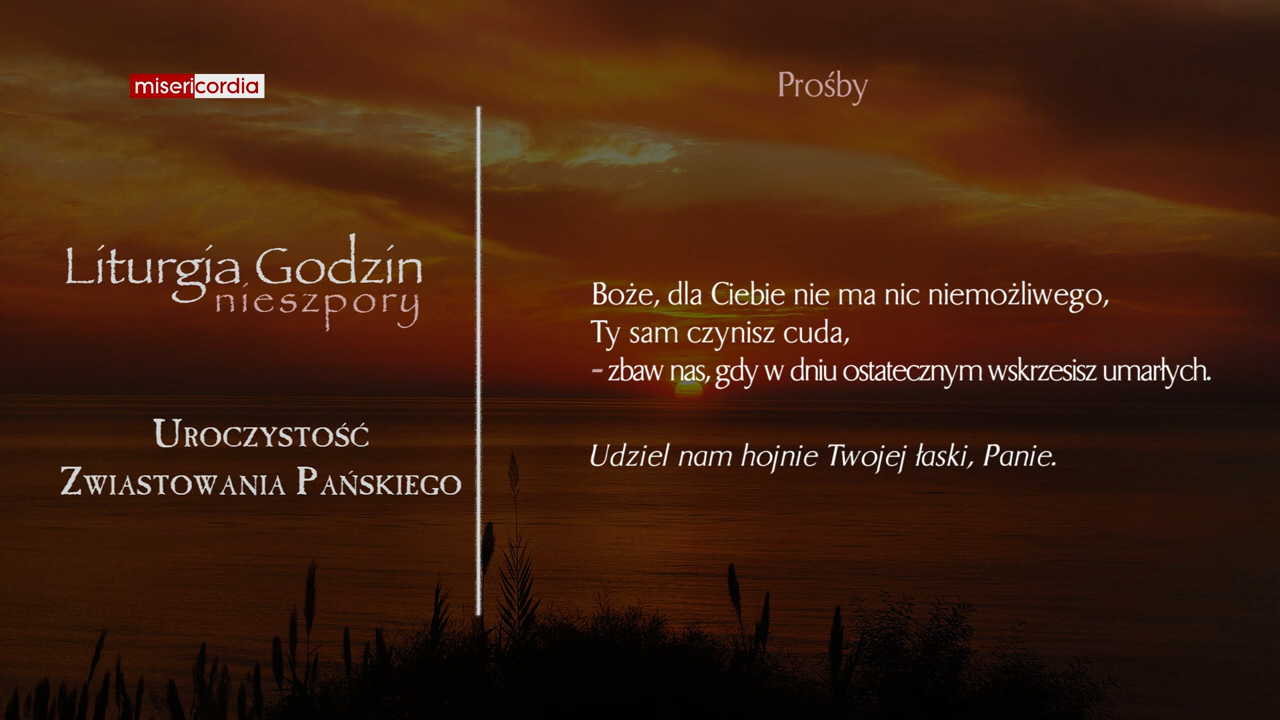 misericordia
Prośby
Liturgia Godzin
nieszpory
Uroczystość
Zwiastowania Pańskiego
Boże, dla Ciebie nie ma nic niemożliwego,
Ty sam czynisz cuda,
- zbaw nas, gdy w dniu ostatecznym wskrzesisz umarłych.
Udziel nam hojnie Twojej łaski, Panie.